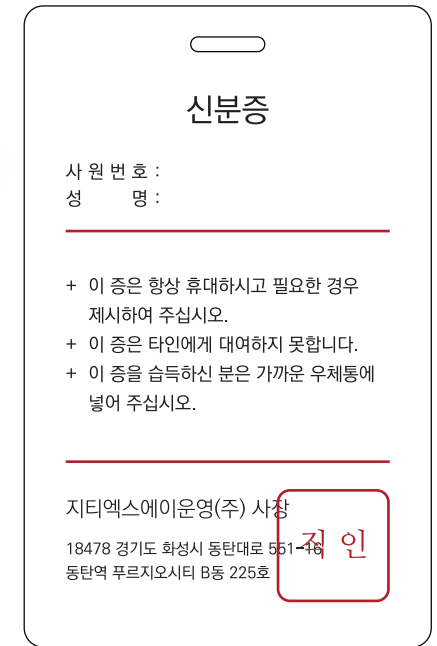 신분증
사 원 번 호 :
성 명 :
+ 이 증은 항상 휴대하시고 필요한 경우
제시하여 주십시오.
+ 이 증은 타인에게 대여하지 못합니다.
+ 이 증을 습득하신 분은 가까운 우체통에
넣어 주십시오.
지티엑스에이운영(주) 사장
18478 경기도 화성시 동탄대로 551-16
동탄역 푸르지오시티 B동 225호
직 인